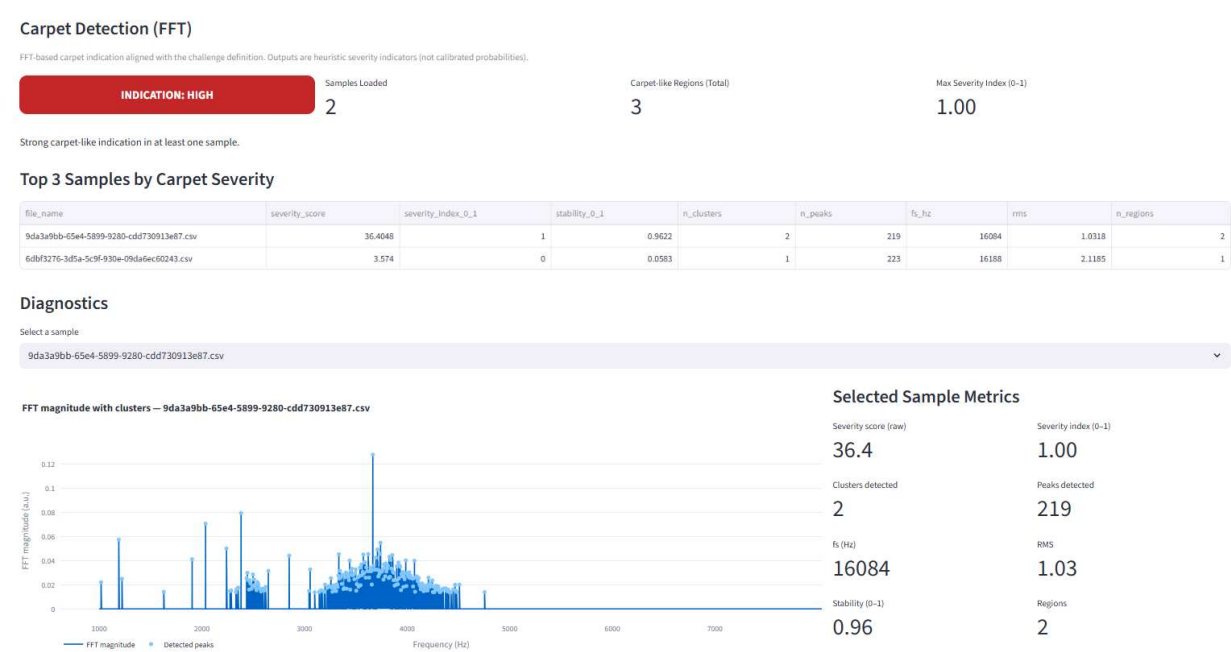 Carpet Detection (FFT)
FFT-based carpet indication aligned with the challenge definition. Outputs are heuristic severity indicators (not calibrated probabilities).
INDICATION: HIGH
Samples Loaded
2
Carpet-like Regions (Total)
3
Max Severity Index (0–1)
1.00
Strong carpet-like indication in at least one sample.
Top 3 Samples by Carpet Severity
file_name severity_score severity_index_0_1 stability_0_1 n_clusters n_peaks fs_hz rms n_regions
9da3a9bb-65e4-5899-9280-cdd730913e87.csv 36.4048 1 0.9622 2 219 16084 1.0318 2
6dbf3276-3d5a-5c9f-930e-09da6ec60243.csv 3.574 0 0.0583 1 223 16188 2.1185 1
Diagnostics
Select a sample
9da3a9bb-65e4-5899-9280-cdd730913e87.csv
FFT magnitude with clusters — 9da3a9bb-65e4-5899-9280-cdd730913e87.csv
FFT magnitude (a.u.)
0.12
0.1
0.08
0.06
0.04
0.02
0
1000 2000 3000 4000 5000 6000 7000
Frequency (Hz)
FFT magnitude Detected peaks
Selected Sample Metrics
Severity score (raw)
36.4
Severity index (0–1)
1.00
Clusters detected
2
Peaks detected
219
fs (Hz)
16084
RMS
1.03
Stability (0–1)
0.96
Regions
2